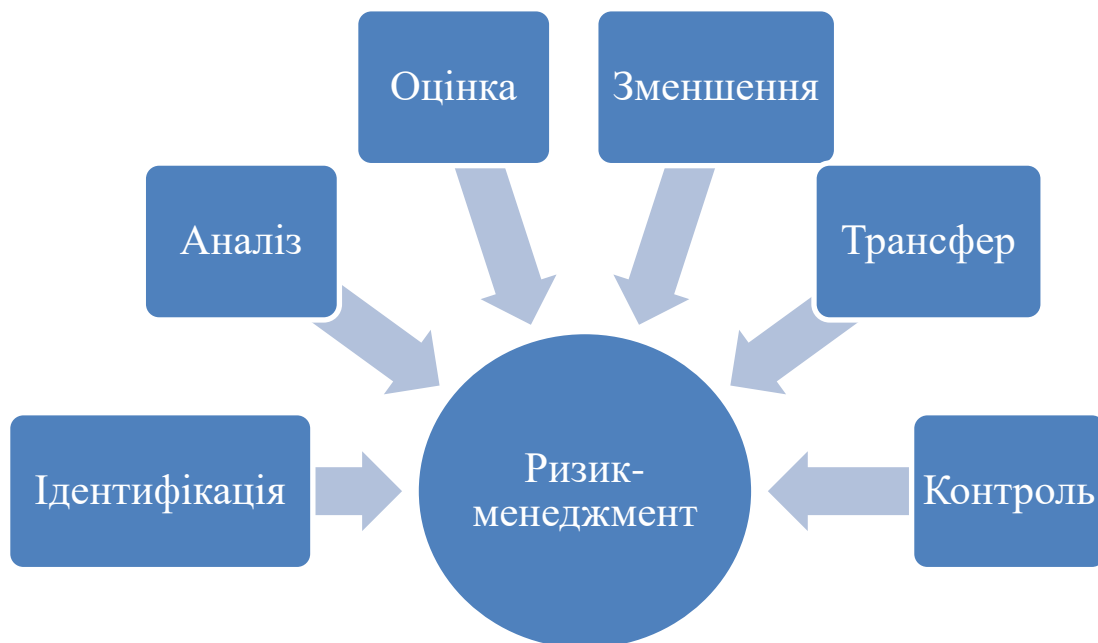 Оцінка
Зменшення
Аналіз
Трансфер
Ідентифікація
Ризик-
менеджмент
Контроль